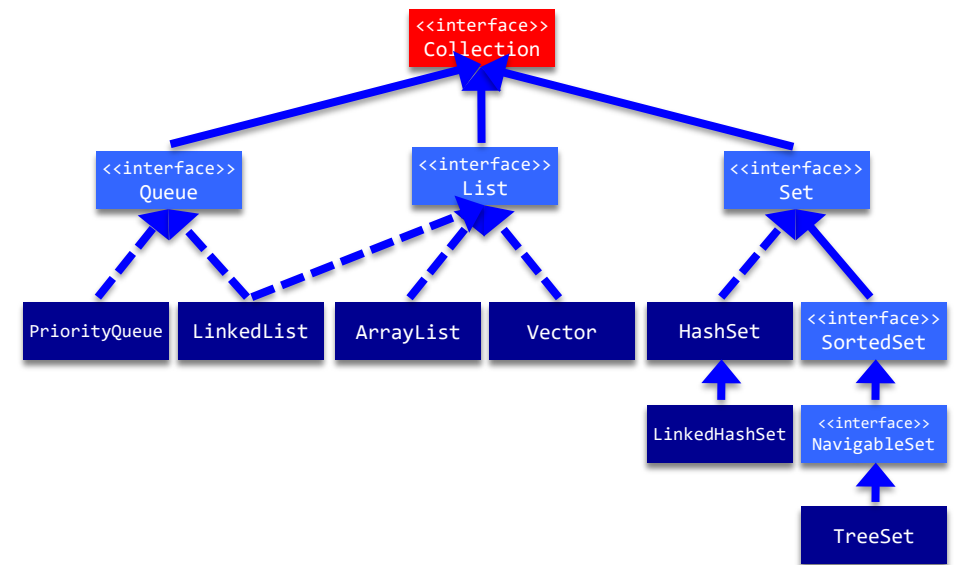 <<interface>>
Collection
<<interface>>
Queue
<<interface>>
List
<<interface>>
Set
PriorityQueue
LinkedList
ArrayList
Vector
HashSet
<<interface>>
SortedSet
LinkedHashSet
<<interface>>
NavigableSet
TreeSet